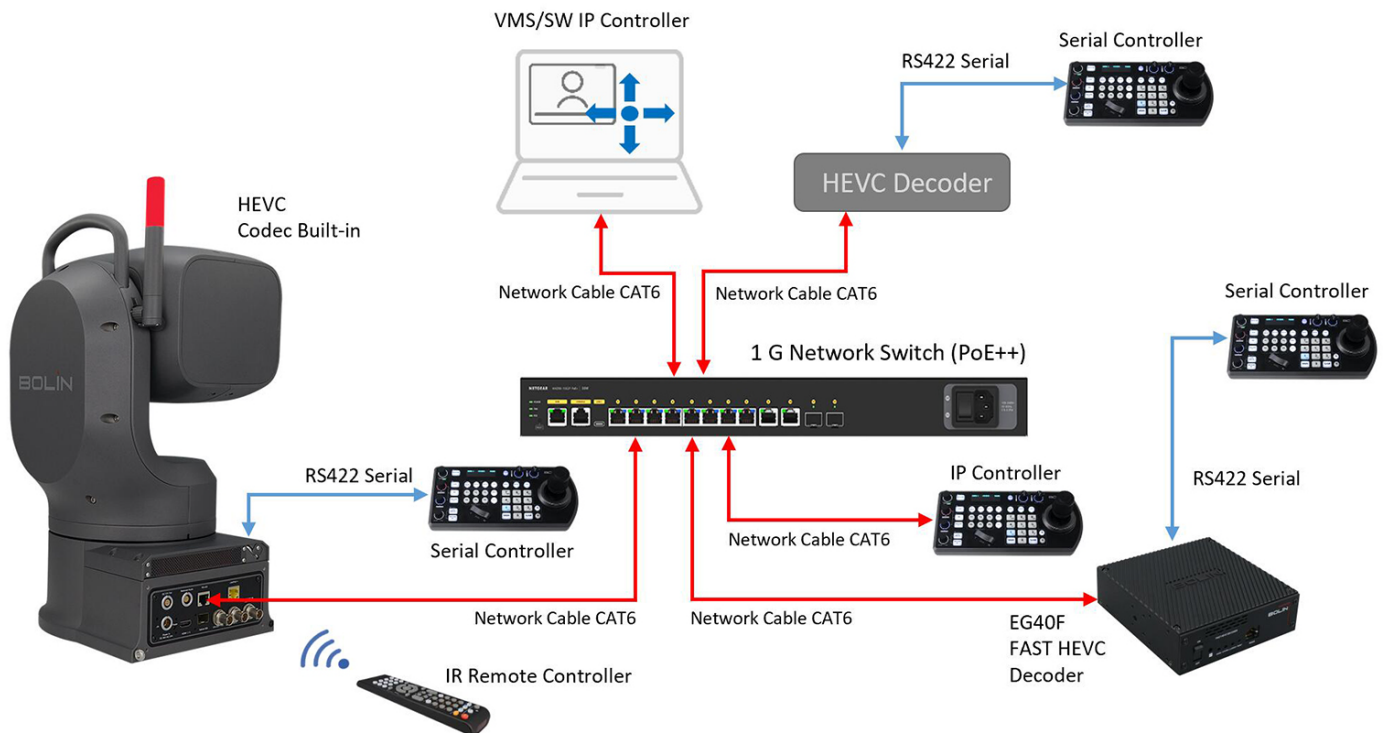 VMS/SW IP Controller
Serial Controller
RS422 Serial
HEVC Decoder
HEVC
Codec Built-in
Network Cable CAT6
Network Cable CAT6
Serial Controller
1 G Network Switch (PoE++)
NETGEAR
BOLIN
RS422 Serial
Serial Controller
IP Controller
RS422 Serial
Network Cable CAT6
Network Cable CAT6
Network Cable CAT6
EG40F
FAST HEVC
Decoder
BOLIN
IR Remote Controller